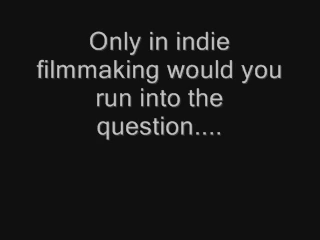 Only in indie
filmmaking would you
run into the
question....